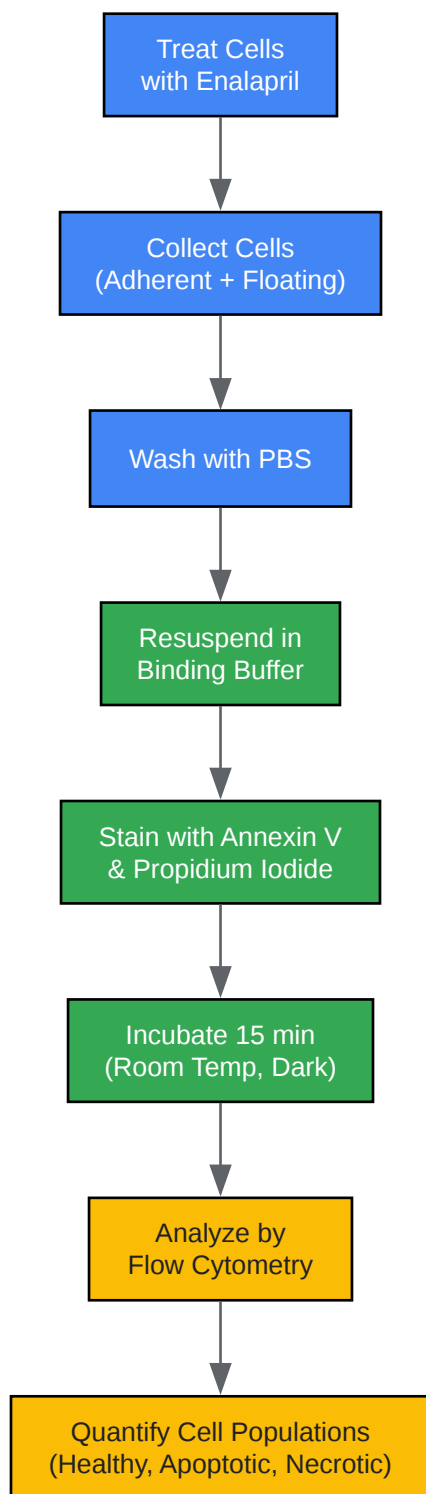 Treat Cells
with Enalapril
Collect Cells
(Adherent + Floating)
Wash with PBS
Resuspend in
Binding Buffer
Stain with Annexin V
& Propidium Iodide
Incubate 15 min
(Room Temp, Dark)
Analyze by
Flow Cytometry
Quantify Cell Populations
(Healthy, Apoptotic, Necrotic)